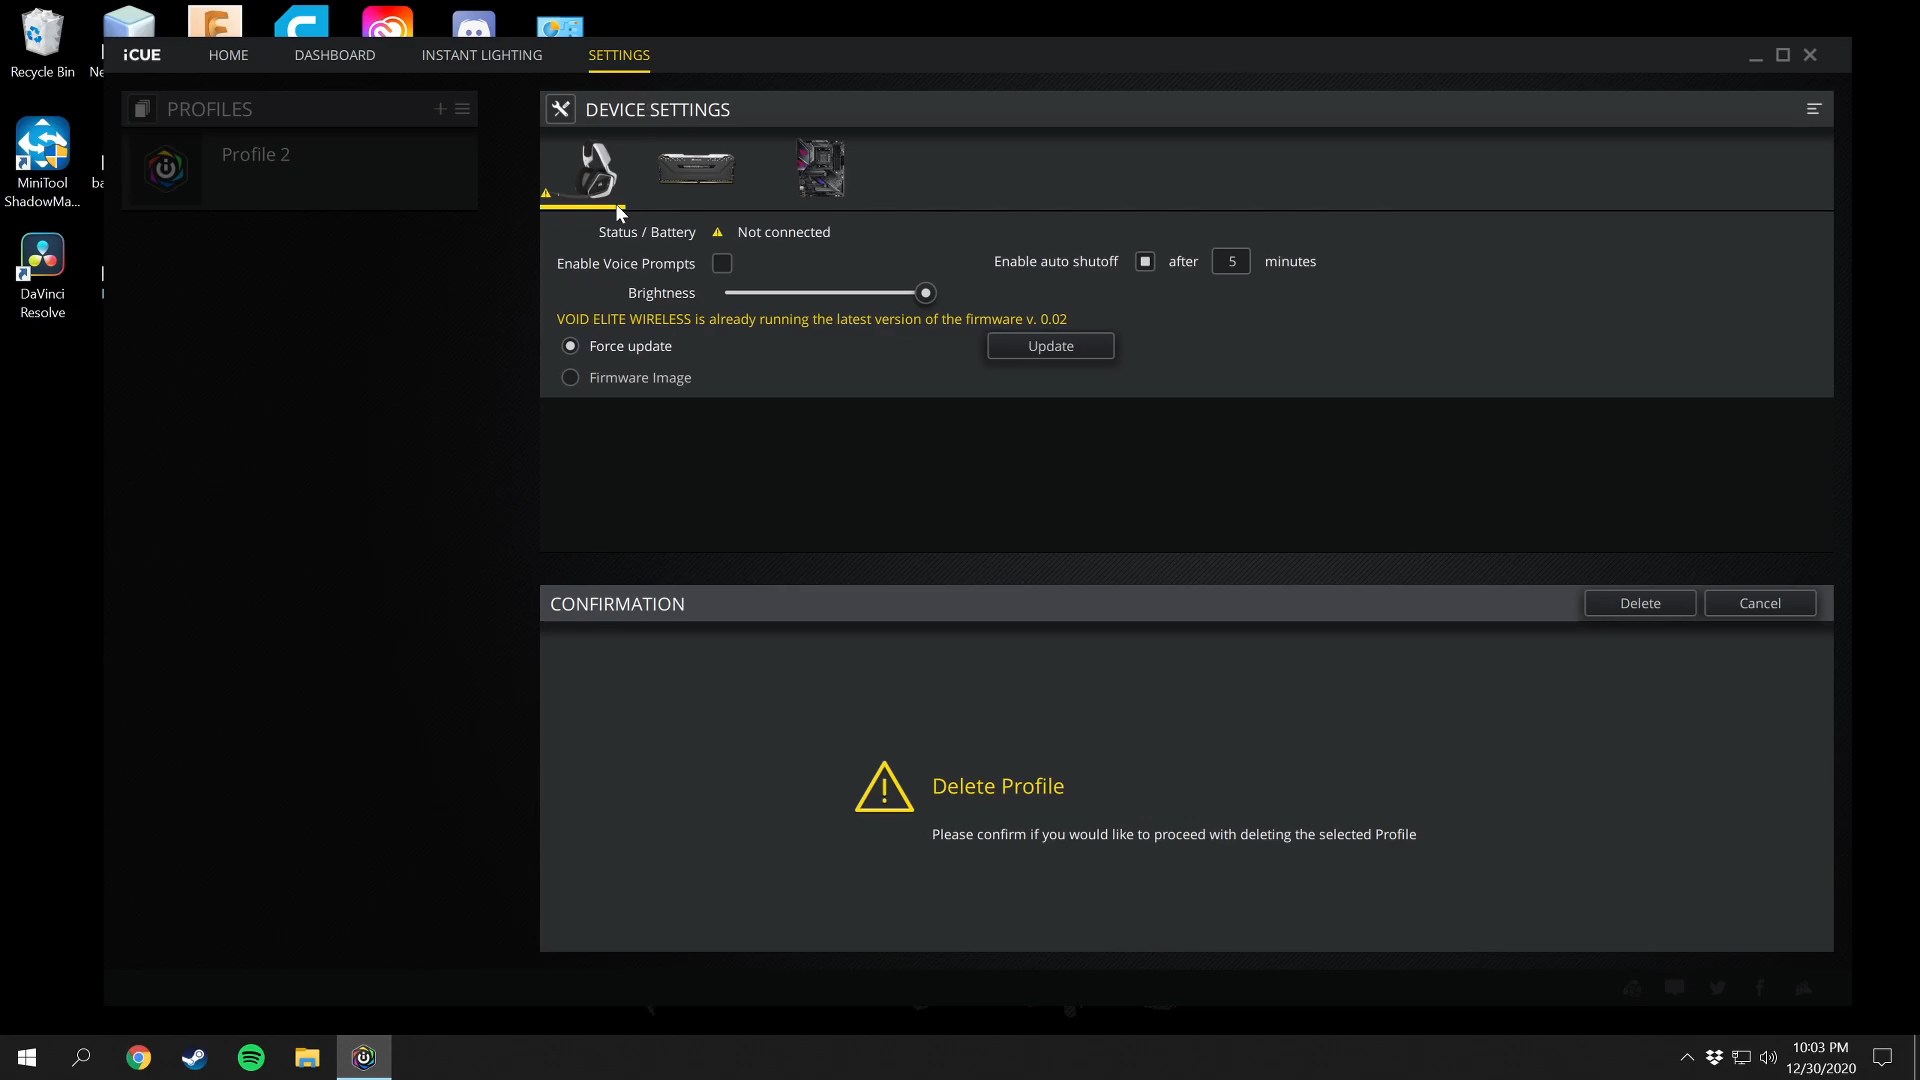 Recycle Bin
Ne
MiniTool
ShadowMa...
ba
DaVinci
Resolve
iCUE
HOME
DASHBOARD
INSTANT LIGHTING
SETTINGS
PROFILES
Profile 2
DEVICE SETTINGS
Status / Battery
Not connected
Enable Voice Prompts
Enable auto shutoff
after
5
minutes
Brightness
VOID ELITE WIRELESS is already running the latest version of the firmware v. 0.02
Force update
Update
Firmware Image
CONFIRMATION
Delete
Cancel
Delete Profile
Please confirm if you would like to proceed with deleting the selected Profile
10:03 PM
12/30/2020